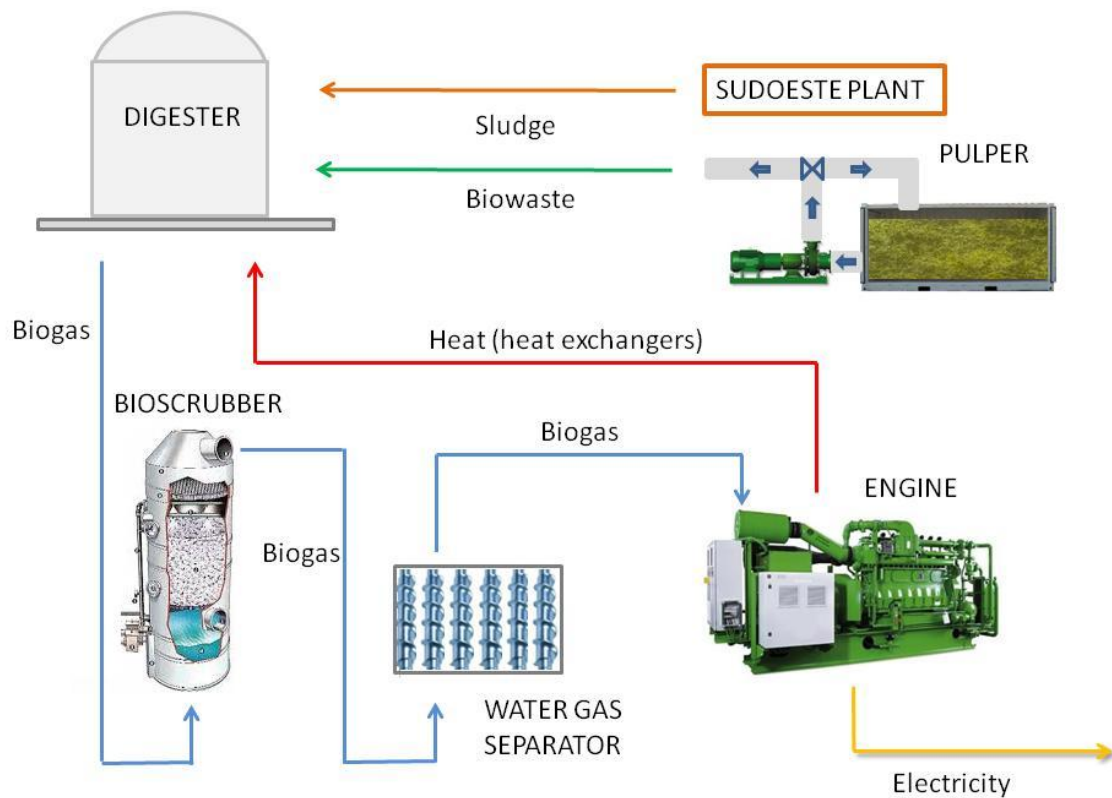 SUDOESTE PLANT
DIGESTER
Sludge
PULPER
Biowaste
Biogas
Heat (heat exchangers)
BIOSCRUBBER
Biogas
ENGINE
Biogas
WATER GAS
SEPARATOR
Electricity